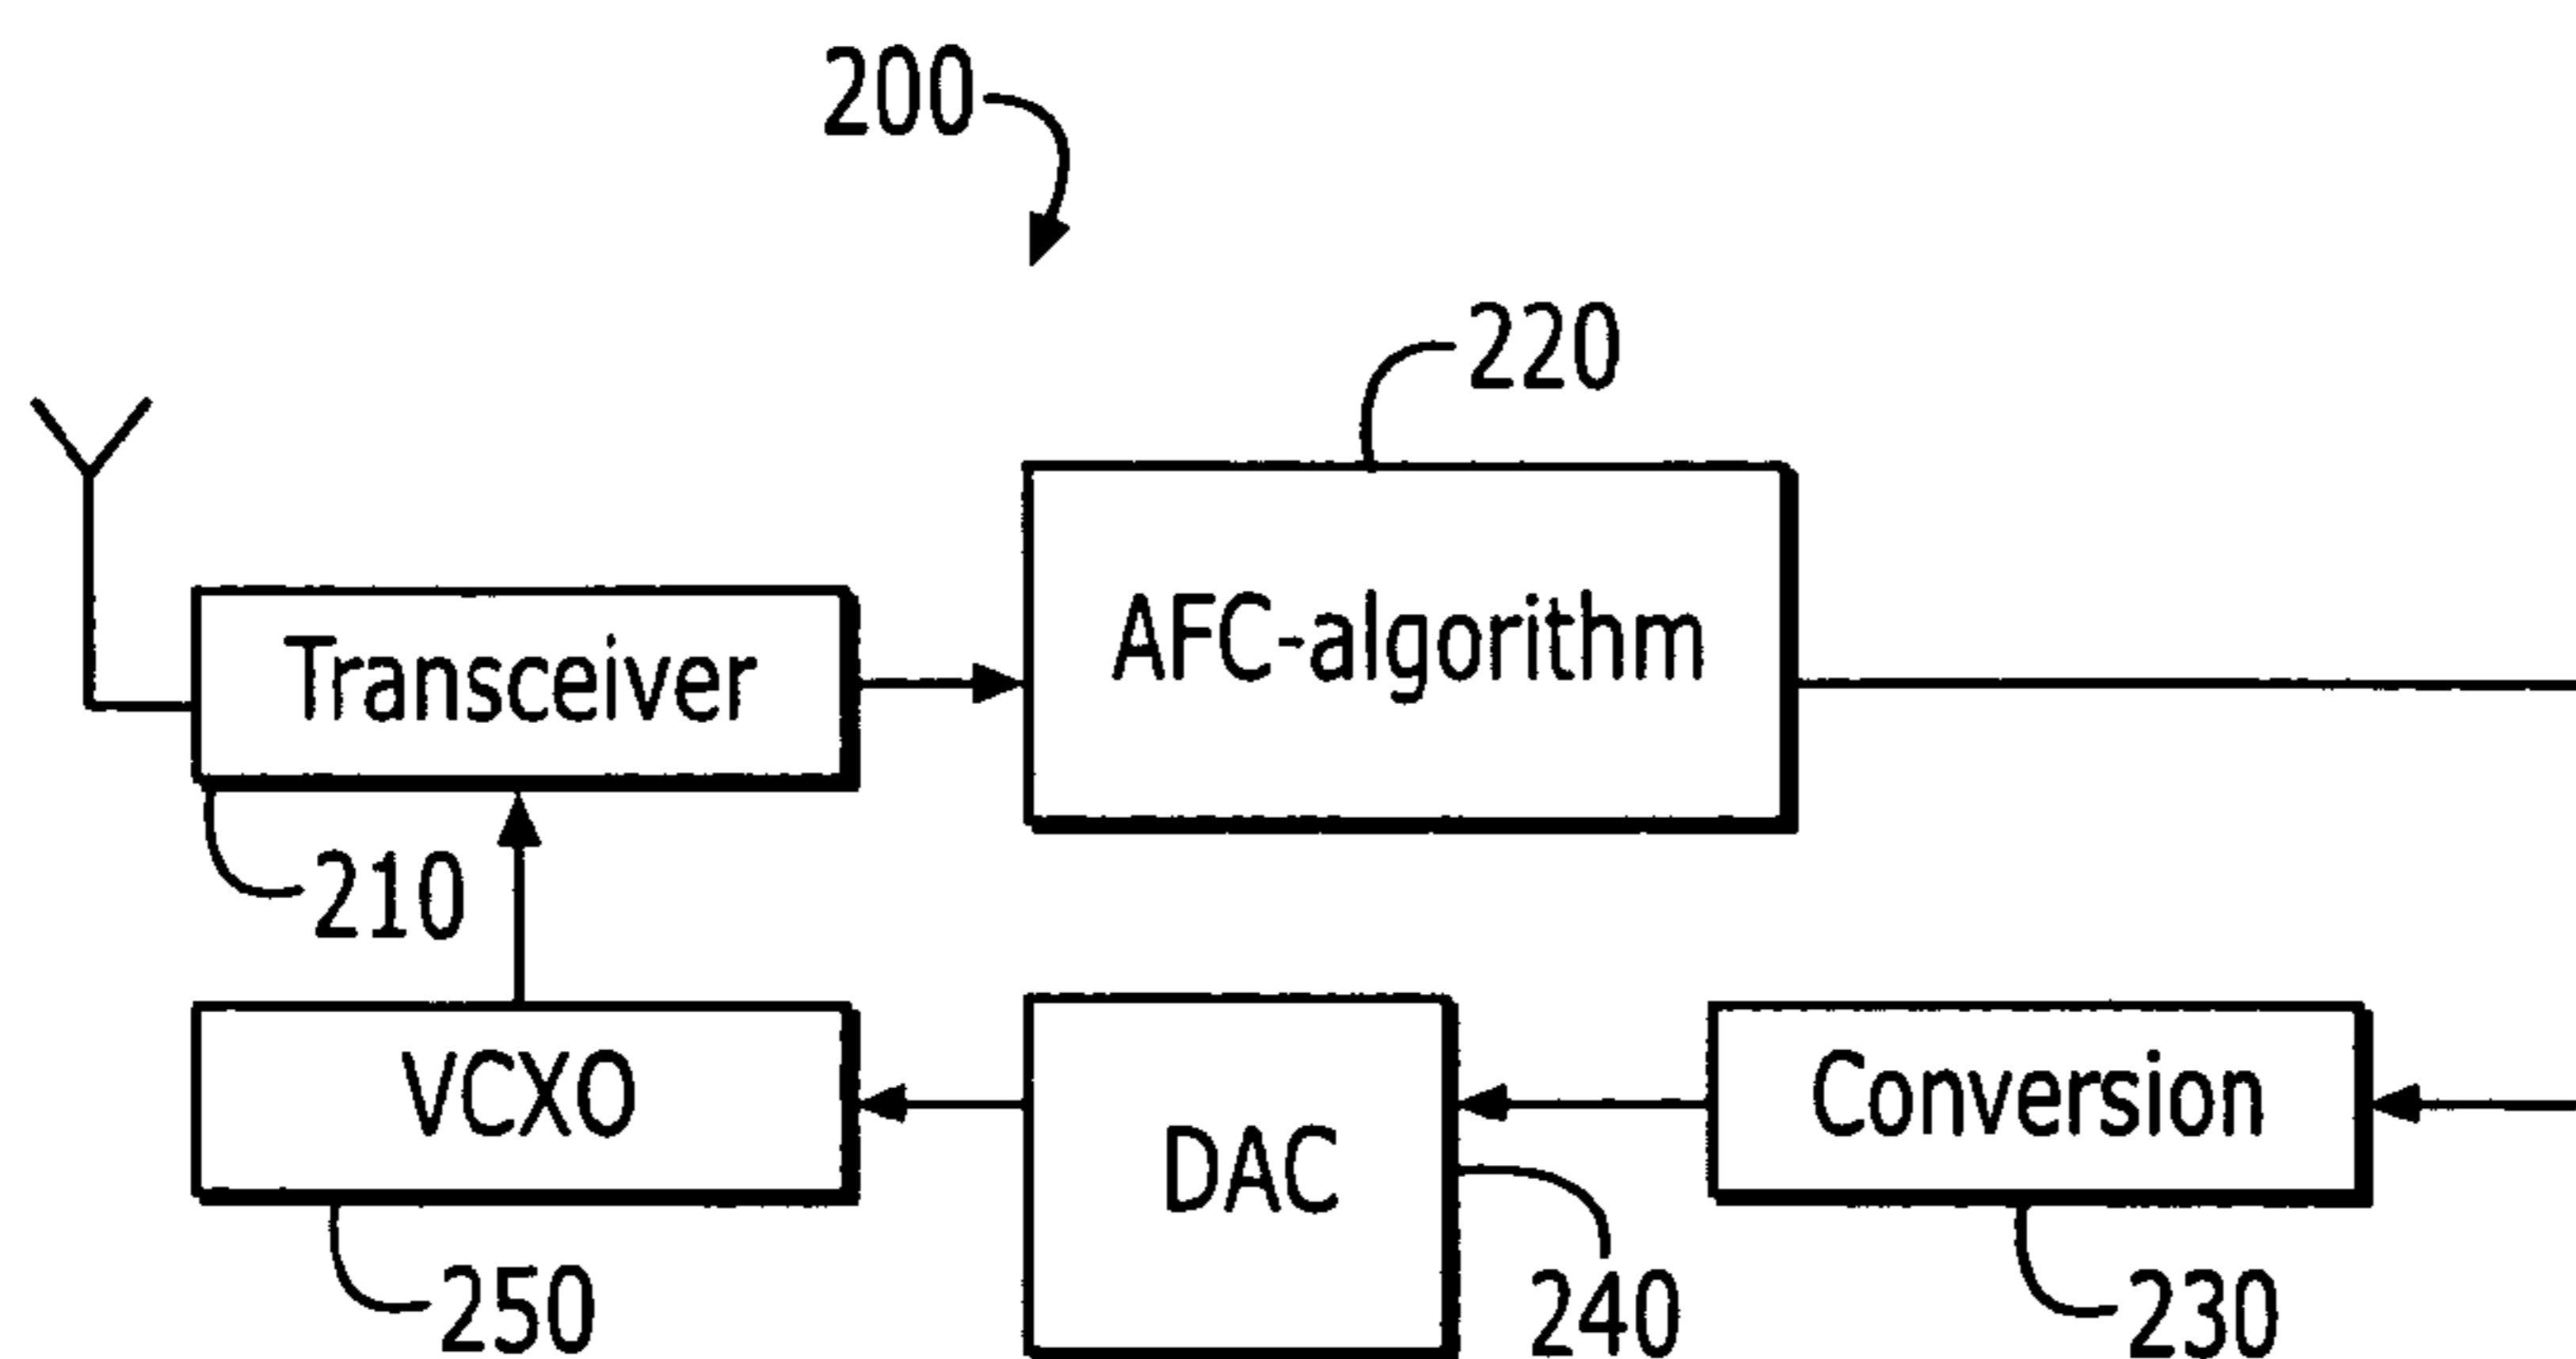 200
220
Transceiver
AFC-algorithm
210
VCXO
DAC
Conversion
250
240
230